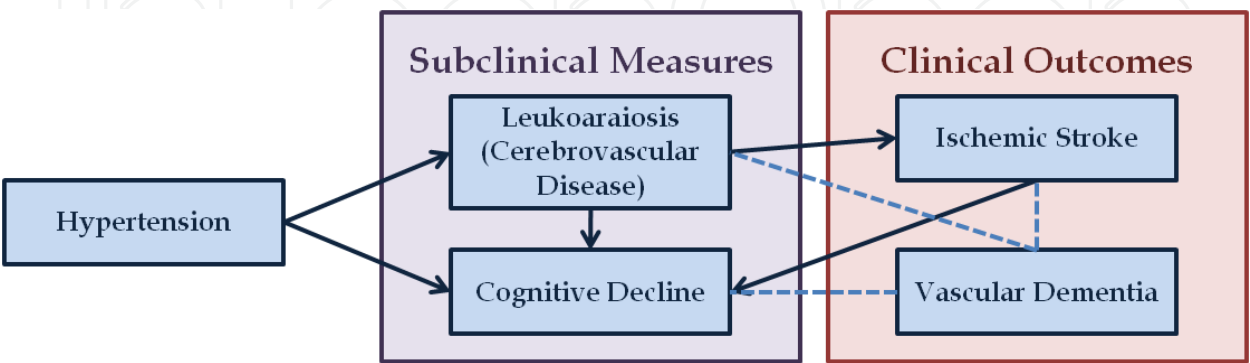 Subclinical Measures
Clinical Outcomes
Hypertension
Leukoaraiosis
(Cerebrovascular
Disease)
Cognitive Decline
Ischemic Stroke
Vascular Dementia